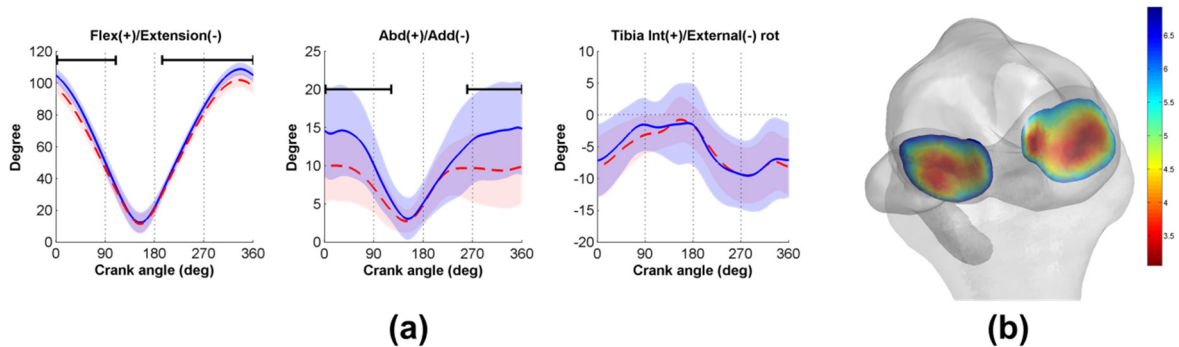 Flex(+)/Extension(-)
Degree
120
100
80
60
40
20
0
0 90 180 270 360
Crank angle (deg)
Abd(+)/Add(-)
Degree
25
20
15
10
5
0
0 90 180 270 360
Crank angle (deg)
Tibia Int(+)/External(-) rot
Degree
10
5
0
-5
-10
-15
-20
0 90 180 270 360
Crank angle (deg)
6.5
6
5.5
5
4.5
4
3.5
(a)
(b)